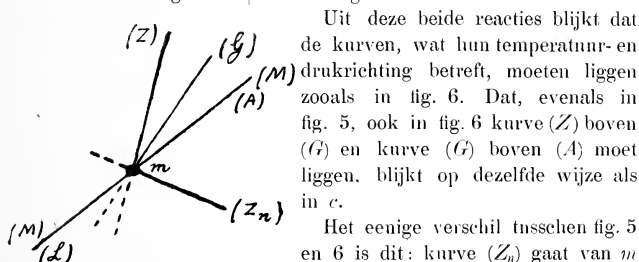 Uit deze beide reacties blijkt dat
de kurven, wat hun temperatuur- en
drukrichting betreft, moeten liggen
zooals in fig. 6. Dat, evenals in
fig. 5, ook in fig. 6 kurve (Z) boven
(G) en kurve (G) boven (A) moet
liggen, blijkt op dezelfde wijze als
in c.
Het eenige verschil tusschen fig. 5
en 6 is dit: kurve (Zn) gaat van m
(Z)
(G)
(M)
(A)
m
(Zn)
(M)
(L)